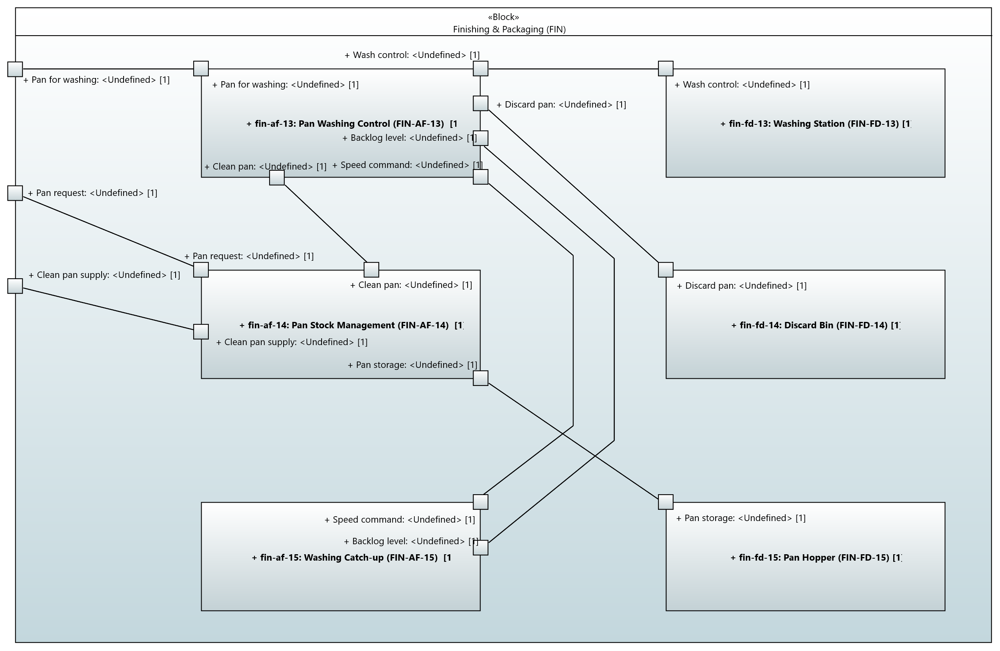 «Block»
Finishing & Packaging (FIN)
+ Wash control: <Undefined> [1]
+ Pan for washing: <Undefined> [1]
+ Pan for washing: <Undefined> [1]
+ Wash control: <Undefined> [1]
+ Discard pan: <Undefined> [1]
+ fin-af-13: Pan Washing Control (FIN-AF-13)  [1
+ fin-fd-13: Washing Station (FIN-FD-13) [1]
+ Backlog level: <Undefined> [1]
+ Clean pan: <Undefined> [1]
+ Speed command: <Undefined> [1]
+ Pan request: <Undefined> [1]
+ Pan request: <Undefined> [1]
+ Clean pan supply: <Undefined> [1]
+ Clean pan: <Undefined> [1]
+ Discard pan: <Undefined> [1]
+ fin-af-14: Pan Stock Management (FIN-AF-14)  [1]
+ fin-fd-14: Discard Bin (FIN-FD-14) [1]
+ Clean pan supply: <Undefined> [1]
+ Pan storage: <Undefined> [1]
+ Speed command: <Undefined> [1]
+ Pan storage: <Undefined> [1]
+ Backlog level: <Undefined> [1]
+ fin-af-15: Washing Catch-up (FIN-AF-15)  [1
+ fin-fd-15: Pan Hopper (FIN-FD-15) [1]